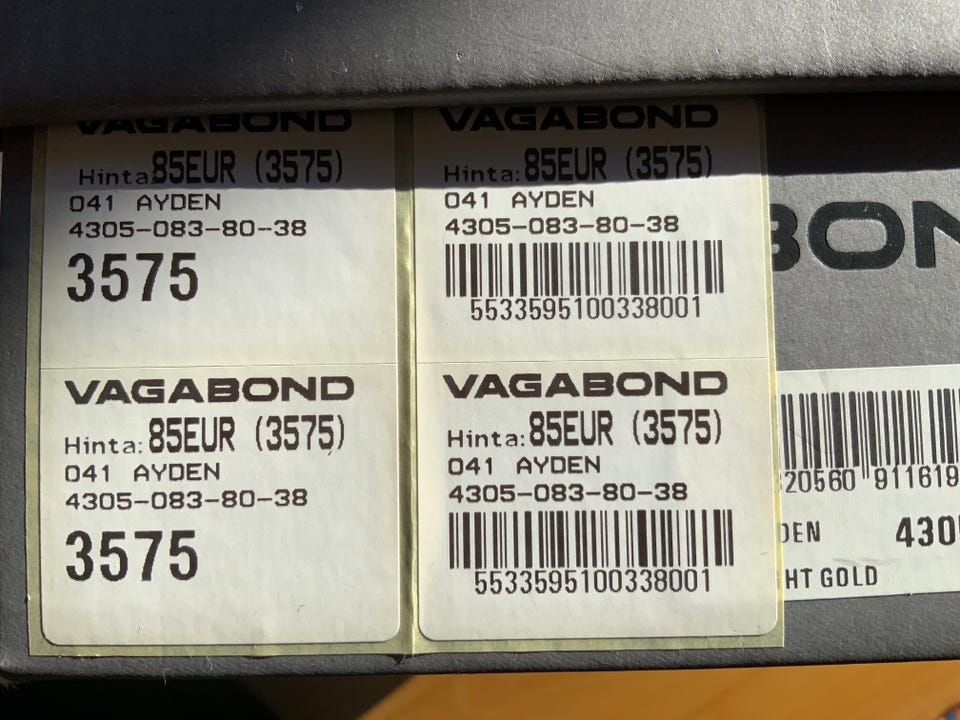 VAGABOND
Hinta: 85EUR (3575)
041 AYDEN
4305-083-80-38
3575
VAGABOND
Hinta: 85EUR (3575)
041 AYDEN
4305-083-80-38
5533595100338001
VAGABOND
Hinta: 85EUR (3575)
041 AYDEN
4305-083-80-38
3575
VAGABOND
Hinta: 85EUR (3575)
041 AYDEN
4305-083-80-38
5533595100338001
BON
320560 911619
DEN 430
HT GOLD